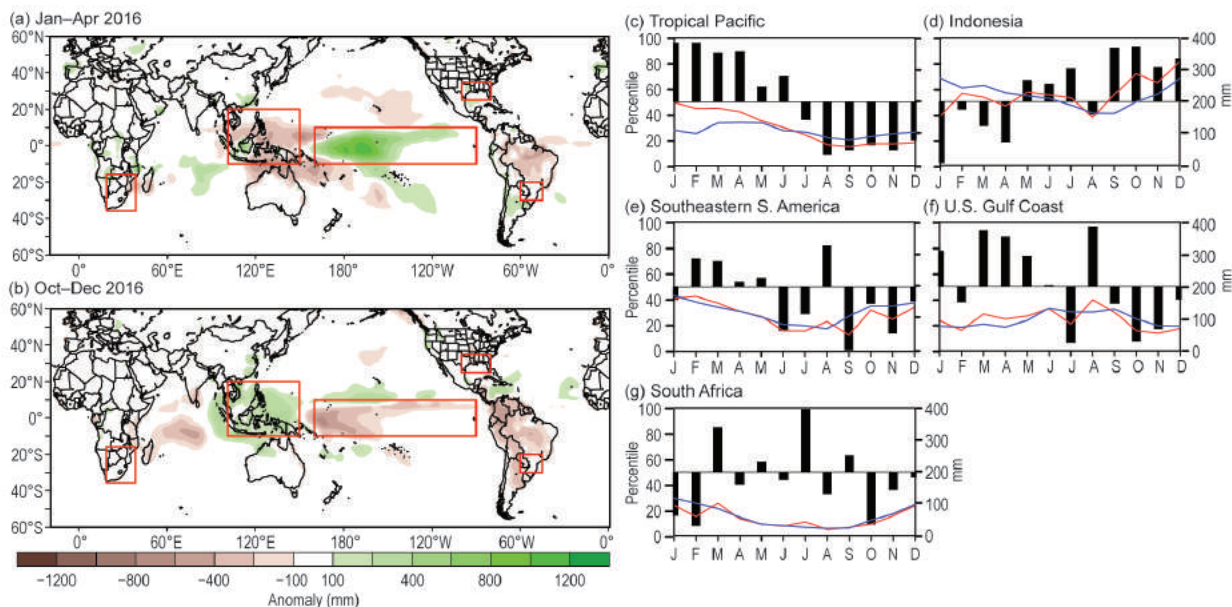 (a) Jan–Apr 2016
60°N
40°N
20°N
0°
20°S
40°S
60°S
0° 60°E 120°E 180° 120°W 60°W 0°
(b) Oct–Dec 2016
60°N
40°N
20°N
0°
20°S
40°S
60°S
0° 60°E 120°E 180° 120°W 60°W 0°
−1200 −800 −400 −100 100 400 800 1200
Anomaly (mm)
(c) Tropical Pacific
Percentile
100
80
60
40
20
0
J F M A M J J A S O N D
(d) Indonesia
400
300
200
100
0
mm
J F M A M J J A S O N D
(e) Southeastern S. America
Percentile
100
80
60
40
20
0
J F M A M J J A S O N D
(f) U.S. Gulf Coast
400
300
200
100
0
mm
J F M A M J J A S O N D
(g) South Africa
Percentile
100
80
60
40
20
0
400
300
200
100
0
mm
J F M A M J J A S O N D